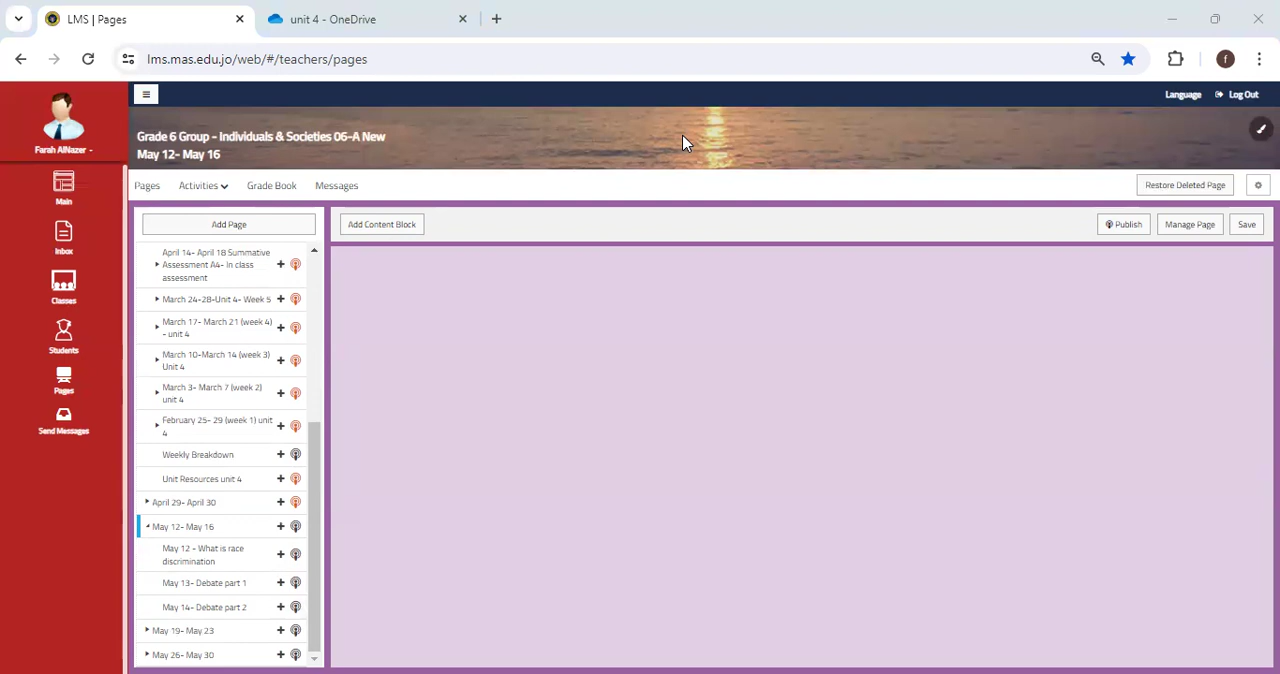 LMS | Pages
unit 4 - OneDrive
lms.mas.edu.jo/web/#/teachers/pages
f
Language
Log Out
Farah AlNazer
Grade 6 Group - Individuals & Societies 06-A New
May 12- May 16
Pages
Activities
Grade Book
Messages
Restore Deleted Page
Main
Inbox
Classes
Students
Pages
Send Messages
Add Page
Add Content Block
Publish
Manage Page
Save
April 14- April 18 Summative
Assessment A4- In class
assessment
March 24-28-Unit 4- Week 5
March 17- March 21 (week 4)
- unit 4
March 10-March 14 (week 3)
Unit 4
March 3- March 7 (week 2)
unit 4
February 25- 29 (week 1) unit
4
Weekly Breakdown
Unit Resources unit 4
April 29- April 30
May 12- May 16
May 12 - What is race
discrimination
May 13- Debate part 1
May 14- Debate part 2
May 19- May 23
May 26- May 30